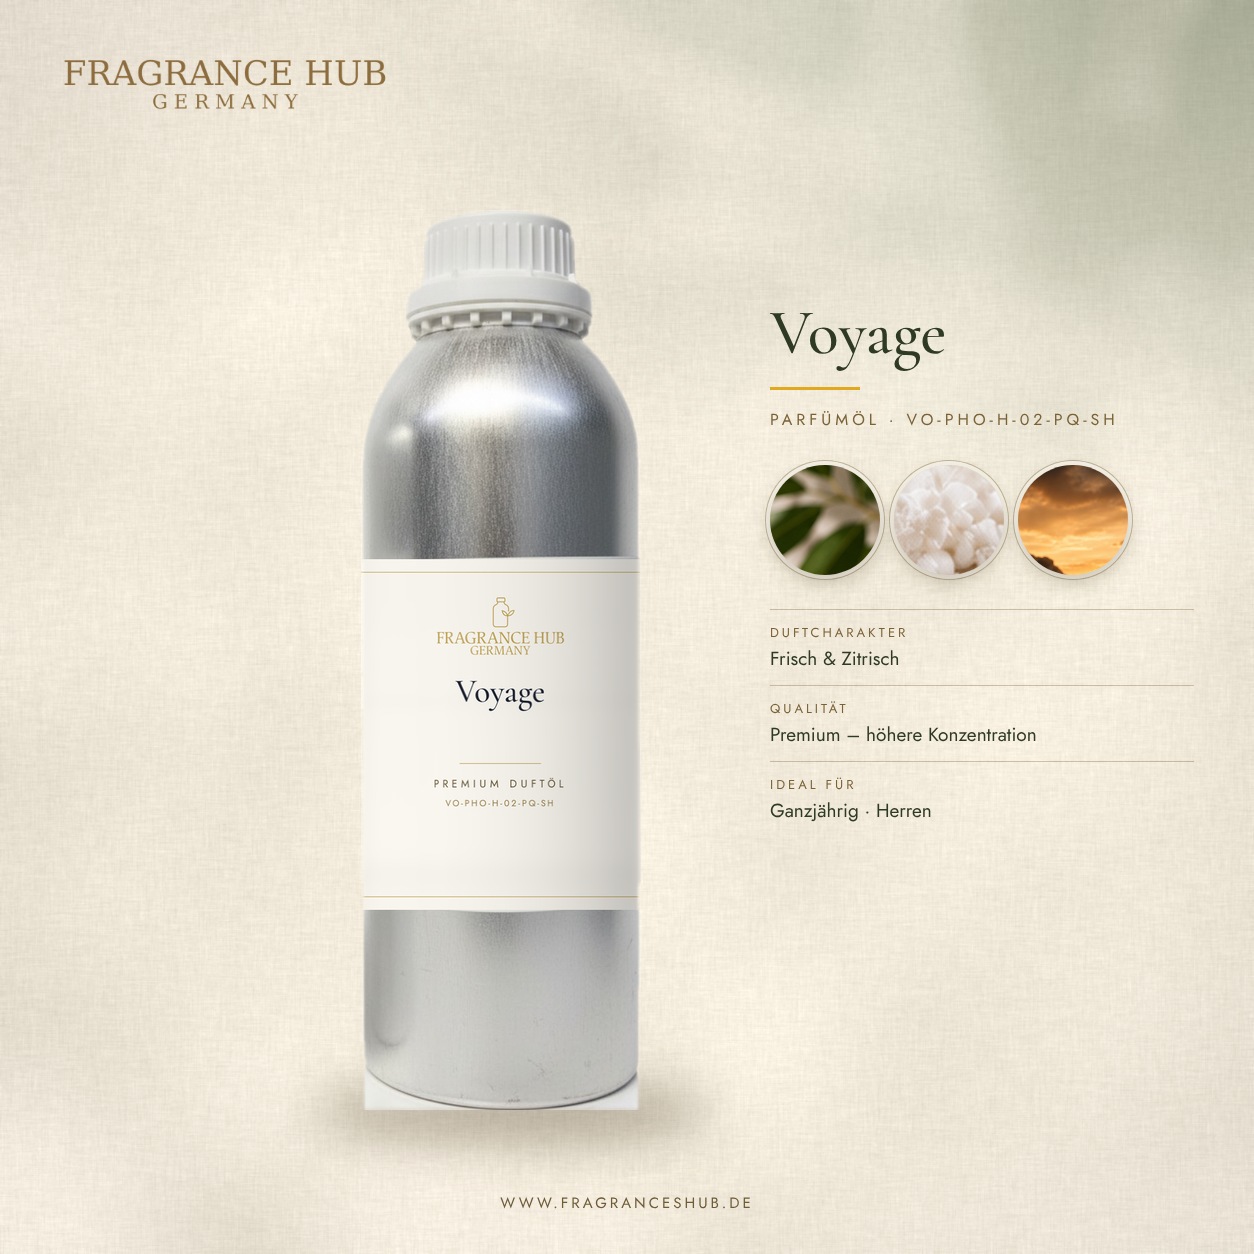 FRAGRANCE HUB
GERMANY
Voyage
PARFÜMÖL · VO-PHO-H-02-PQ-SH
DUFTCHARAKTER
Frisch & Zitrisch
QUALITÄT
Premium – höhere Konzentration
IDEAL FÜR
Ganzjährig · Herren
FRAGRANCE HUB
GERMANY
Voyage
PREMIUM DUFTÖL
VO-PHO-H-02-PQ-SH
WWW.FRAGRANCESHUB.DE